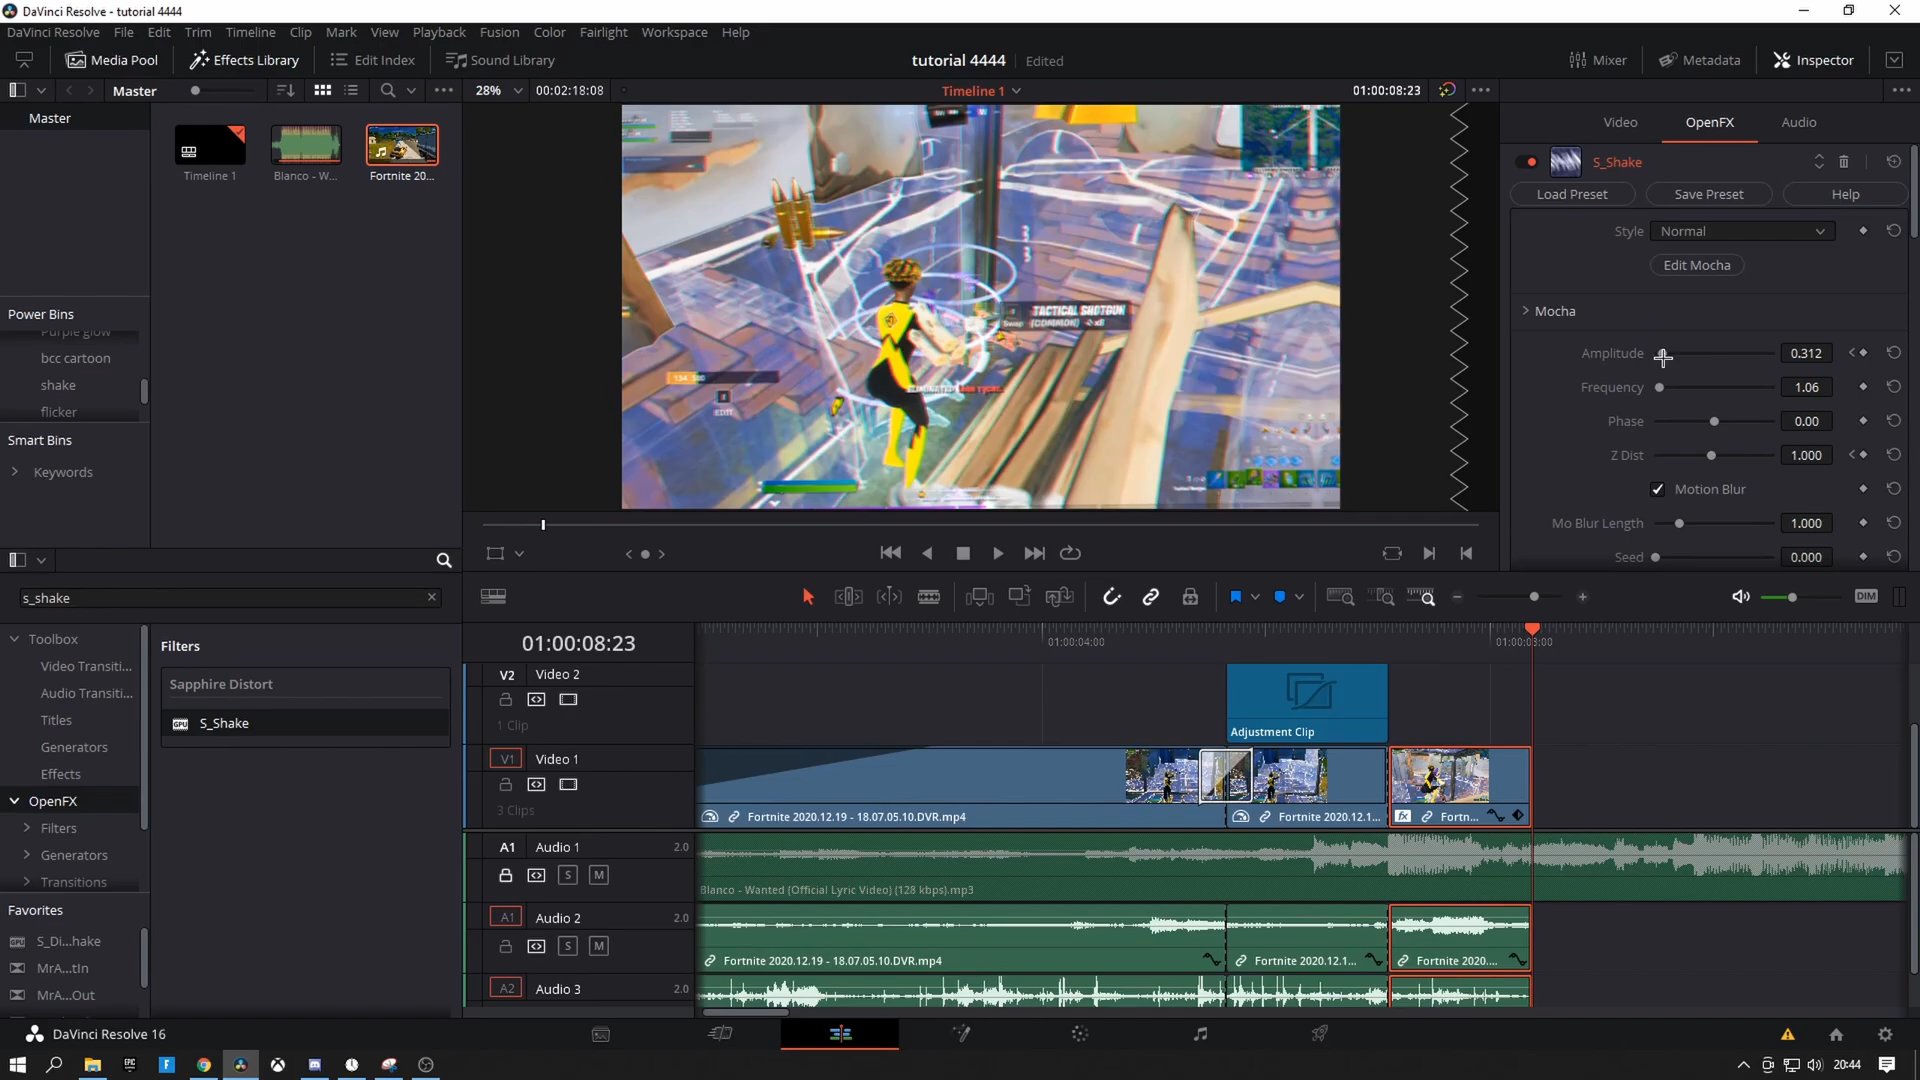 DaVinci Resolve - tutorial 4444
DaVinci Resolve File Edit Trim Timeline Clip Mark View Playback Fusion Color Fairlight Workspace Help
Media Pool Effects Library Edit Index Sound Library tutorial 4444 Edited Mixer Metadata Inspector
Master 28% 00:02:18:08 Timeline 1 01:00:08:23
Master
Timeline 1 Blanco - W... Fortnite 20...
Video OpenFX Audio
S_Shake
Load Preset Save Preset Help
Style Normal
Edit Mocha
Mocha
Amplitude 0.312
Frequency 1.06
Phase 0.00
Z Dist 1.000
Motion Blur
Mo Blur Length 1.000
Seed 0.000
TACTICAL SHOTGUN
Swap
EDIT
Power Bins
Purple glow
bcc cartoon
shake
flicker
Smart Bins
Keywords
s_shake
Toolbox
Video Transiti...
Audio Transiti...
Titles
Generators
Effects
OpenFX
Filters
Generators
Transitions
Favorites
S_Di...hake
MrA...tIn
MrA...Out
Filters
Sapphire Distort
GPU S_Shake
DIM
01:00:08:23
01:00:04:00
V2 Video 2
1 Clip
Adjustment Clip
V1 Video 1
3 Clips
Fortnite 2020.12.19 - 18.07.05.10.DVR.mp4 Fortnite 2020.12.1... fx Fortn...
A1 Audio 1 2.0
S M
Blanco - Wanted (Official Lyric Video) (128 kbps).mp3
A1 Audio 2 2.0
S M
Fortnite 2020.12.19 - 18.07.05.10.DVR.mp4 Fortnite 2020.12.1... Fortnite 2020....
A2 Audio 3 2.0
DaVinci Resolve 16
EPIC
F
20:44